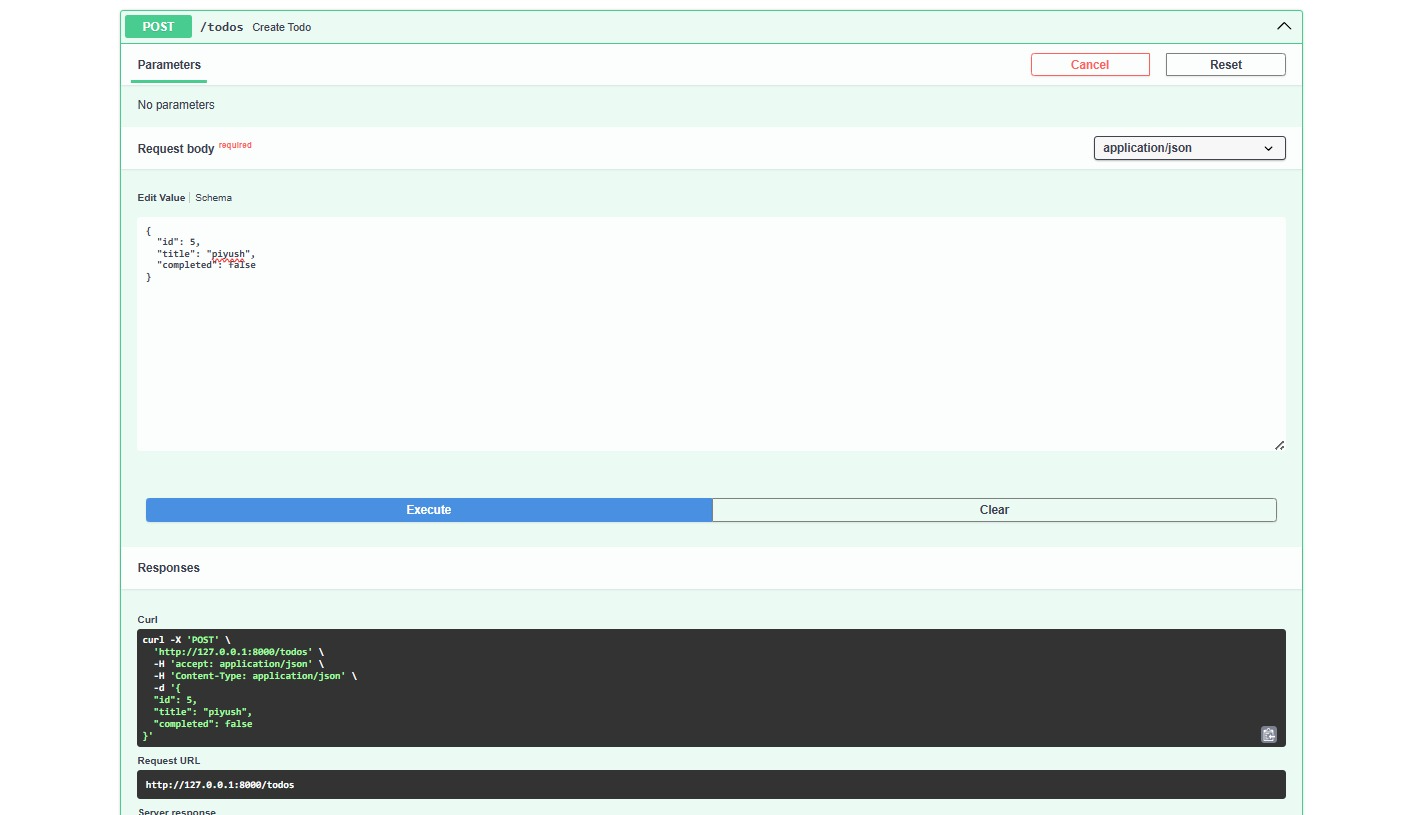 POST /todos Create Todo
Parameters
Cancel Reset
No parameters
Request body required
application/json
Edit Value | Schema
{
  "id": 5,
  "title": "piyush",
  "completed": false
}
Execute Clear
Responses
Curl
curl -X 'POST' \
  'http://127.0.0.1:8000/todos' \
  -H 'accept: application/json' \
  -H 'Content-Type: application/json' \
  -d '{
  "id": 5,
  "title": "piyush",
  "completed": false
}'
Request URL
http://127.0.0.1:8000/todos
Server response